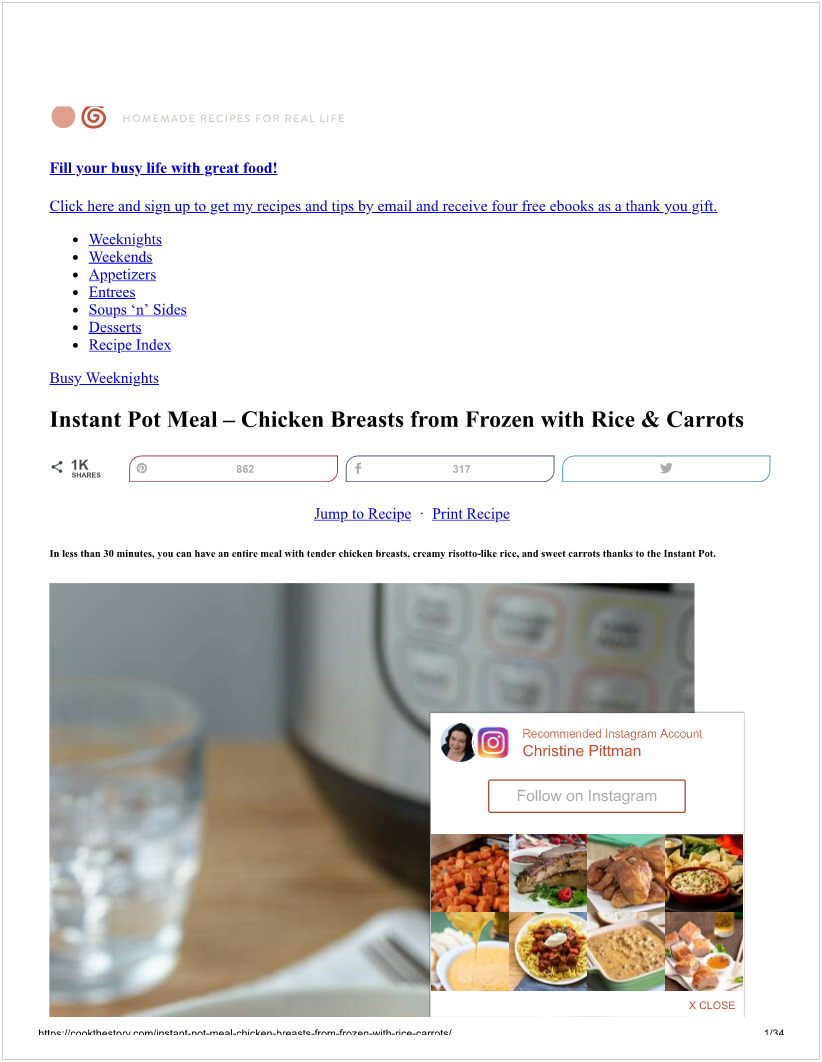 HOMEMADE RECIPES FOR REAL LIFE
Fill your busy life with great food!
Click here and sign up to get my recipes and tips by email and receive four free ebooks as a thank you gift.
Weeknights
Weekends
Appetizers
Entrees
Soups ‘n’ Sides
Desserts
Recipe Index
Busy Weeknights
Instant Pot Meal – Chicken Breasts from Frozen with Rice & Carrots
1K
SHARES
862
317
Jump to Recipe · Print Recipe
In less than 30 minutes, you can have an entire meal with tender chicken breasts, creamy risotto-like rice, and sweet carrots thanks to the Instant Pot.
Recommended Instagram Account
Christine Pittman
Follow on Instagram
X CLOSE
https://cookthestory.com/instant-pot-meal-chicken-breasts-from-frozen-with-rice-carrots/
1/34